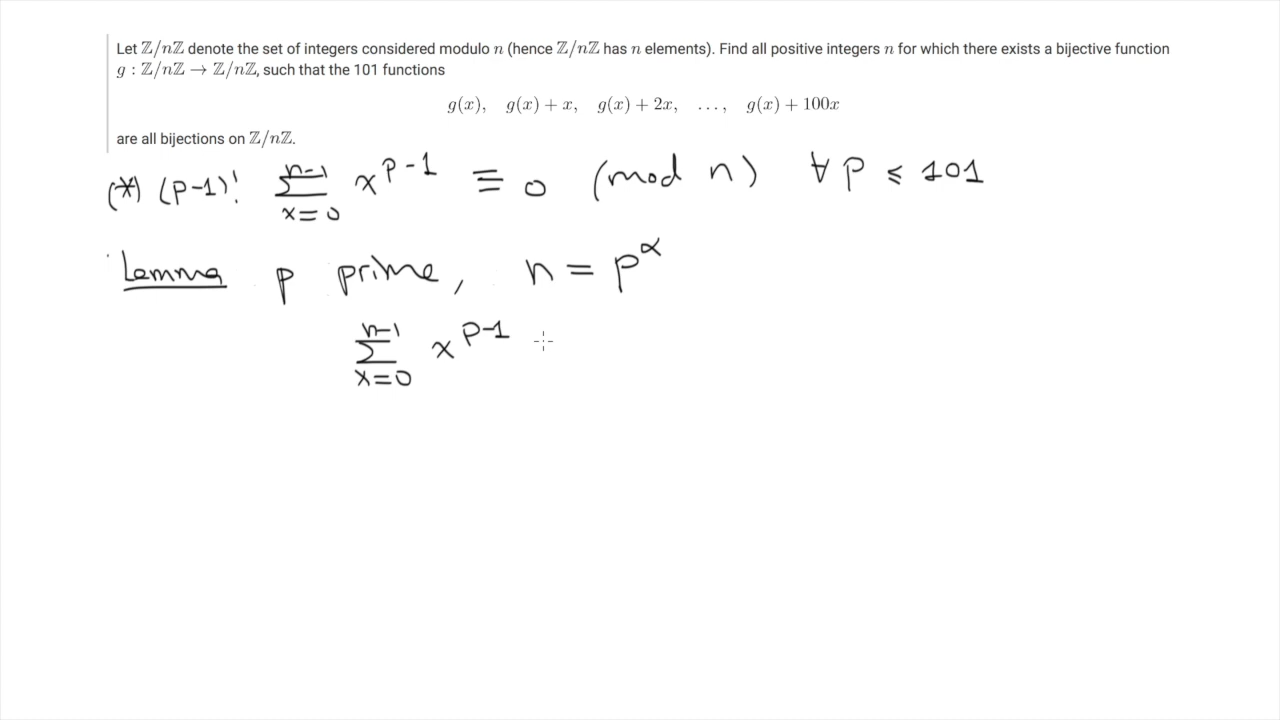 Let ℤ/nℤ denote the set of integers considered modulo n (hence ℤ/nℤ has n elements). Find all positive integers n for which there exists a bijective function
g : ℤ/nℤ → ℤ/nℤ, such that the 101 functions
g(x), g(x) + x, g(x) + 2x, …, g(x) + 100x
are all bijections on ℤ/nℤ.
(*) (p-1)! ∑_{x=0}^{n-1} x^{p-1} ≡ 0 (mod n) ∀ p ≤ 101
Lemma p prime, n = p^α
∑_{x=0}^{n-1} x^{p-1}